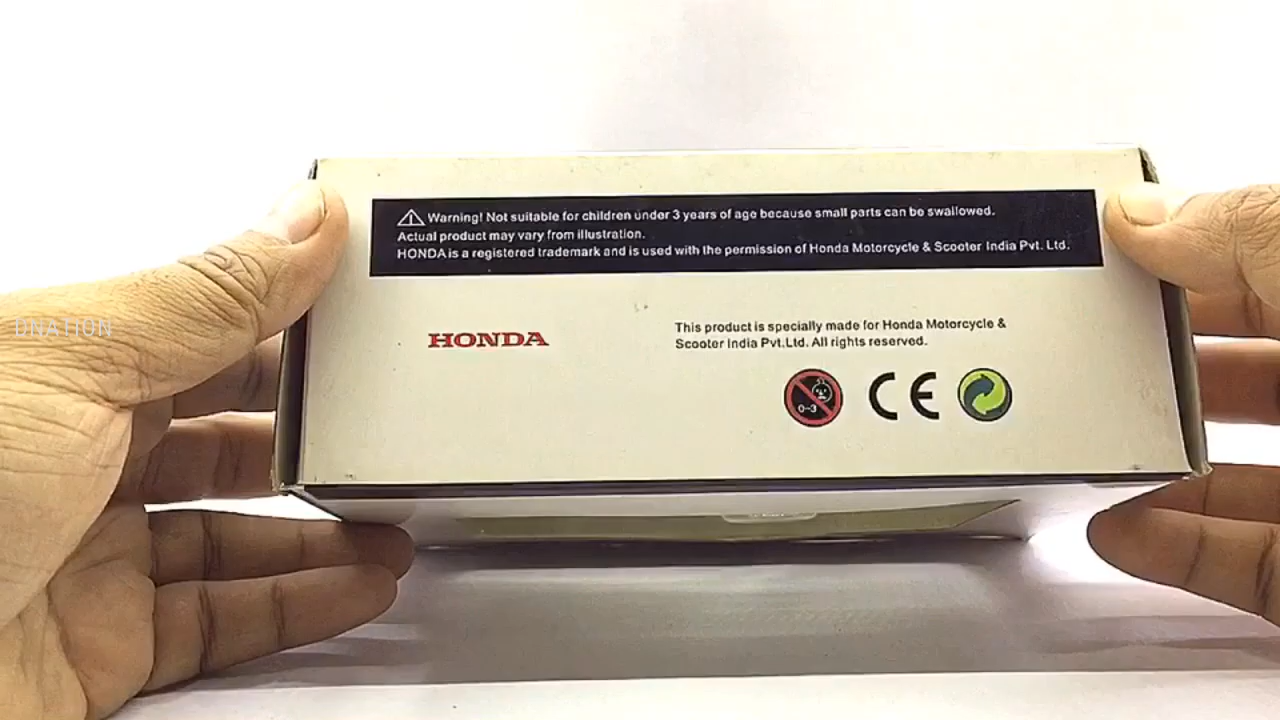 Warning! Not suitable for children under 3 years of age because small parts can be swallowed.
Actual product may vary from illustration.
HONDA is a registered trademark and is used with the permission of Honda Motorcycle & Scooter India Pvt. Ltd.
DNATION
HONDA
This product is specially made for Honda Motorcycle &
Scooter India Pvt.Ltd. All rights reserved.
0-3
CE